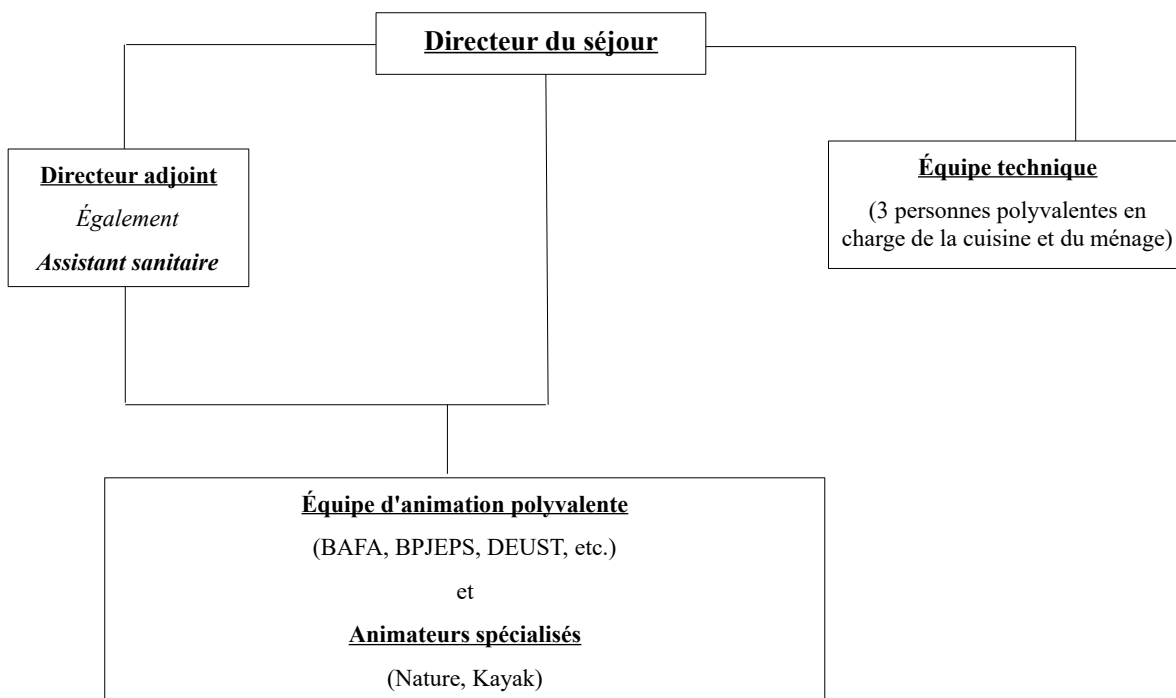 Directeur du séjour
Directeur adjoint
Également
Assistant sanitaire
Équipe technique
(3 personnes polyvalentes en
charge de la cuisine et du ménage)
Équipe d'animation polyvalente
(BAFA, BPJEPS, DEUST, etc.)
et
Animateurs spécialisés
(Nature, Kayak)